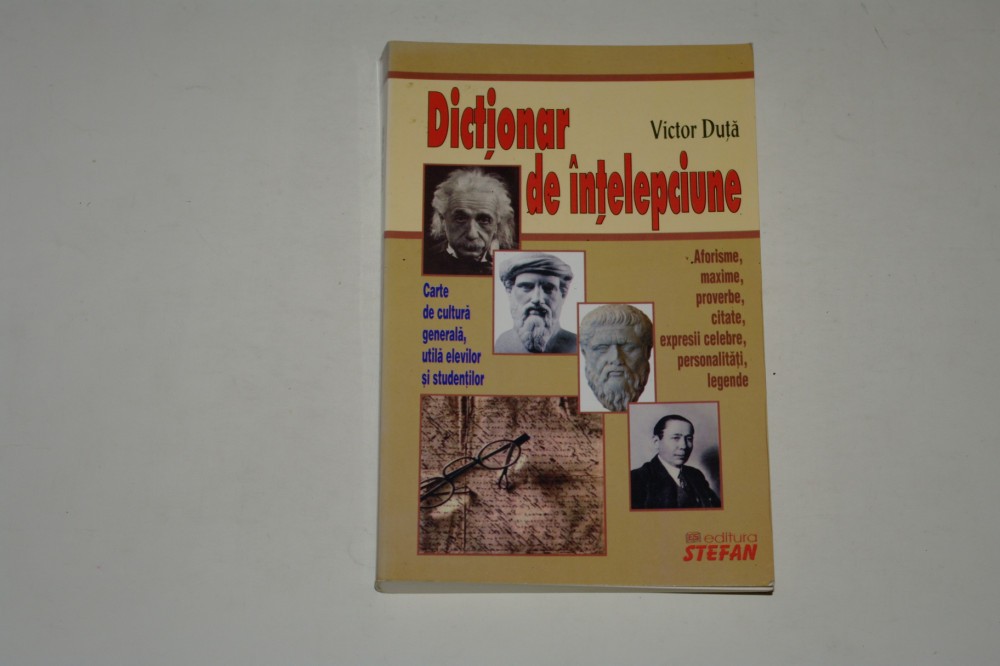 Dicționar
de înțelepciune
Victor Duță
Aforisme,
maxime,
proverbe,
citate,
expresii celebre,
personalități,
legende
Carte
de cultură
generală,
utilă elevilor
și studenților
editura
STEFAN